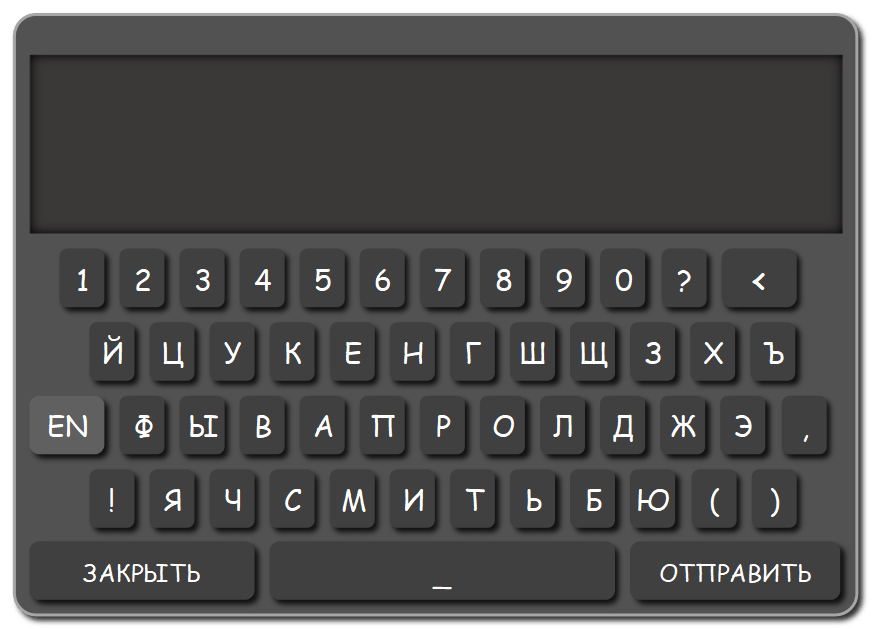 1 2 3 4 5 6 7 8 9 0 ? <
Й Ц У К Е Н Г Ш Щ З Х Ъ
EN Ф Ы В А П Р О Л Д Ж Э ,
! Я Ч С М И Т Ь Б Ю ( )
ЗАКРЫТЬ _ ОТПРАВИТЬ